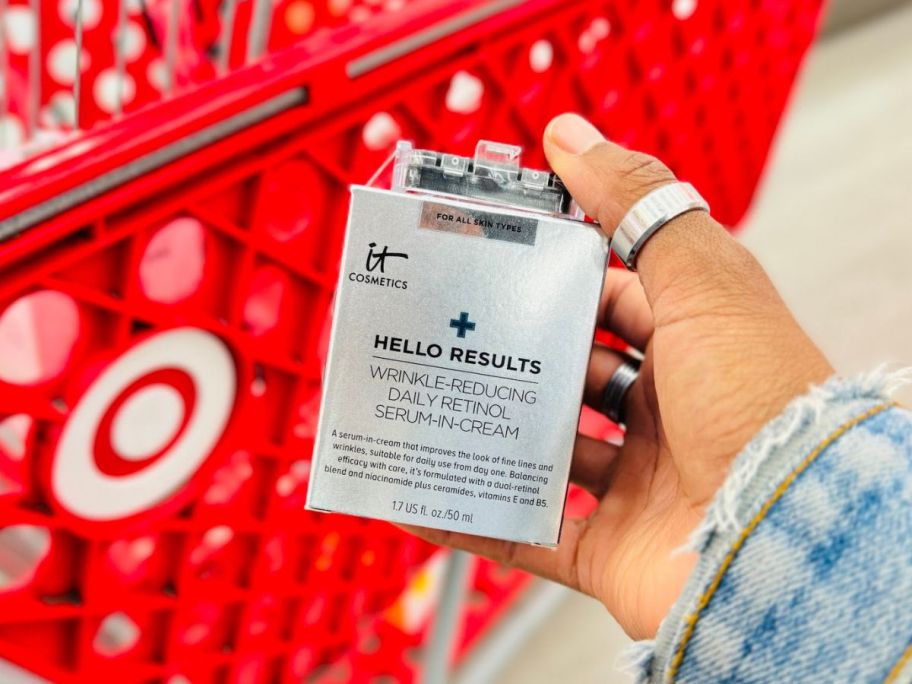 FOR ALL SKIN TYPES
it
COSMETICS
HELLO RESULTS
WRINKLE-REDUCING
DAILY RETINOL
SERUM-IN-CREAM
A serum-in-cream that improves the look of fine lines and
wrinkles, suitable for daily use from day one. Balancing
efficacy with care, it's formulated with a dual-retinol
blend and niacinamide plus ceramides, vitamins E and B5.
1.7 US fl. oz./50 ml